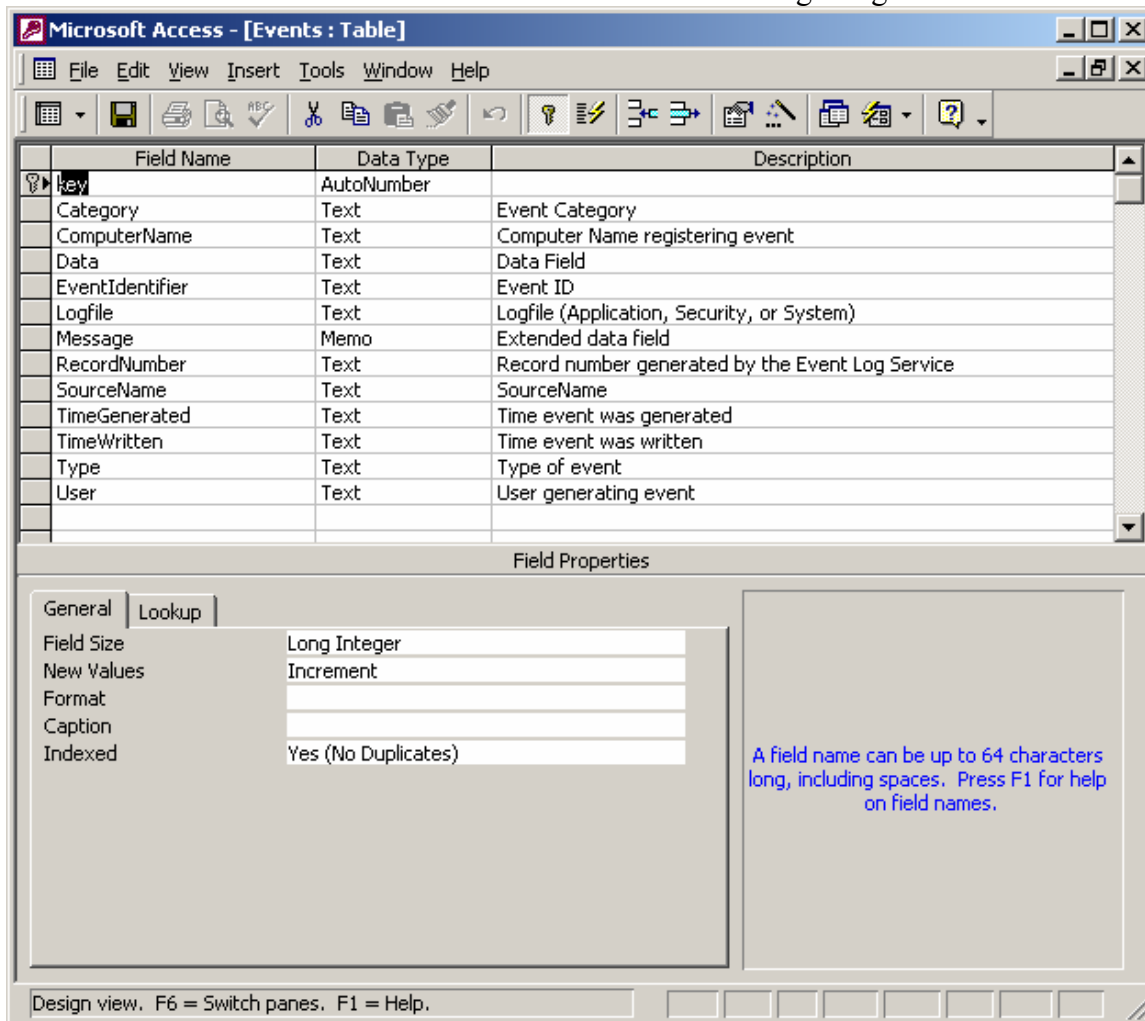 Microsoft Access - [Events : Table]
File Edit View Insert Tools Window Help
Field Name Data Type Description
key AutoNumber
Category Text Event Category
ComputerName Text Computer Name registering event
Data Text Data Field
EventIdentifier Text Event ID
Logfile Text Logfile (Application, Security, or System)
Message Memo Extended data field
RecordNumber Text Record number generated by the Event Log Service
SourceName Text SourceName
TimeGenerated Text Time event was generated
TimeWritten Text Time event was written
Type Text Type of event
User Text User generating event
Field Properties
General Lookup
Field Size Long Integer
New Values Increment
Format
Caption
Indexed Yes (No Duplicates)
A field name can be up to 64 characters
long, including spaces. Press F1 for help
on field names.
Design view. F6 = Switch panes. F1 = Help.